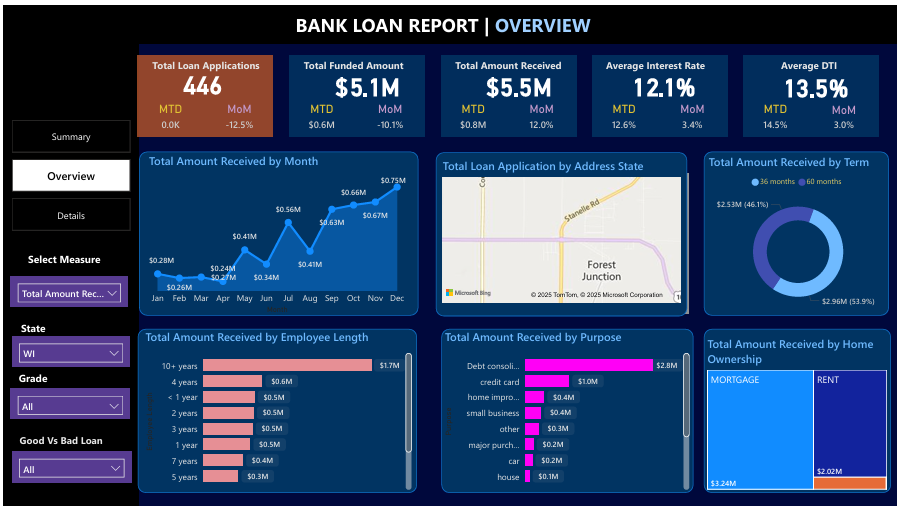 BANK LOAN REPORT | OVERVIEW
Total Loan Applications
446
MTD MoM
0.0K -12.5%
Total Funded Amount
$5.1M
MTD MoM
$0.6M -10.1%
Total Amount Received
$5.5M
MTD MoM
$0.8M 12.0%
Average Interest Rate
12.1%
MTD MoM
12.6% 3.4%
Average DTI
13.5%
MTD MoM
14.5% 3.0%
Summary
Overview
Details
Select Measure
Total Amount Rec...
State
WI
Grade
All
Good Vs Bad Loan
All
Total Amount Received by Month
$0.28M
$0.26M
$0.24M
$0.27M
$0.41M
$0.34M
$0.56M
$0.41M
$0.63M
$0.66M
$0.67M
$0.75M
Jan Feb Mar Apr May Jun Jul Aug Sep Oct Nov Dec
Total Loan Application by Address State
Stanelle Rd
Forest
Junction
Microsoft Bing
© 2025 TomTom, © 2025 Microsoft Corporation
Total Amount Received by Term
36 months 60 months
$2.53M (46.1%)
$2.96M (53.9%)
Total Amount Received by Employee Length
10+ years $1.7M
4 years $0.6M
< 1 year $0.5M
2 years $0.5M
3 years $0.5M
1 year $0.5M
7 years $0.4M
5 years $0.3M
Total Amount Received by Purpose
Debt consoli... $2.8M
credit card $1.0M
home impro... $0.4M
small business $0.4M
other $0.3M
major purch... $0.2M
car $0.2M
house $0.1M
Total Amount Received by Home
Ownership
MORTGAGE
$3.24M
RENT
$2.02M